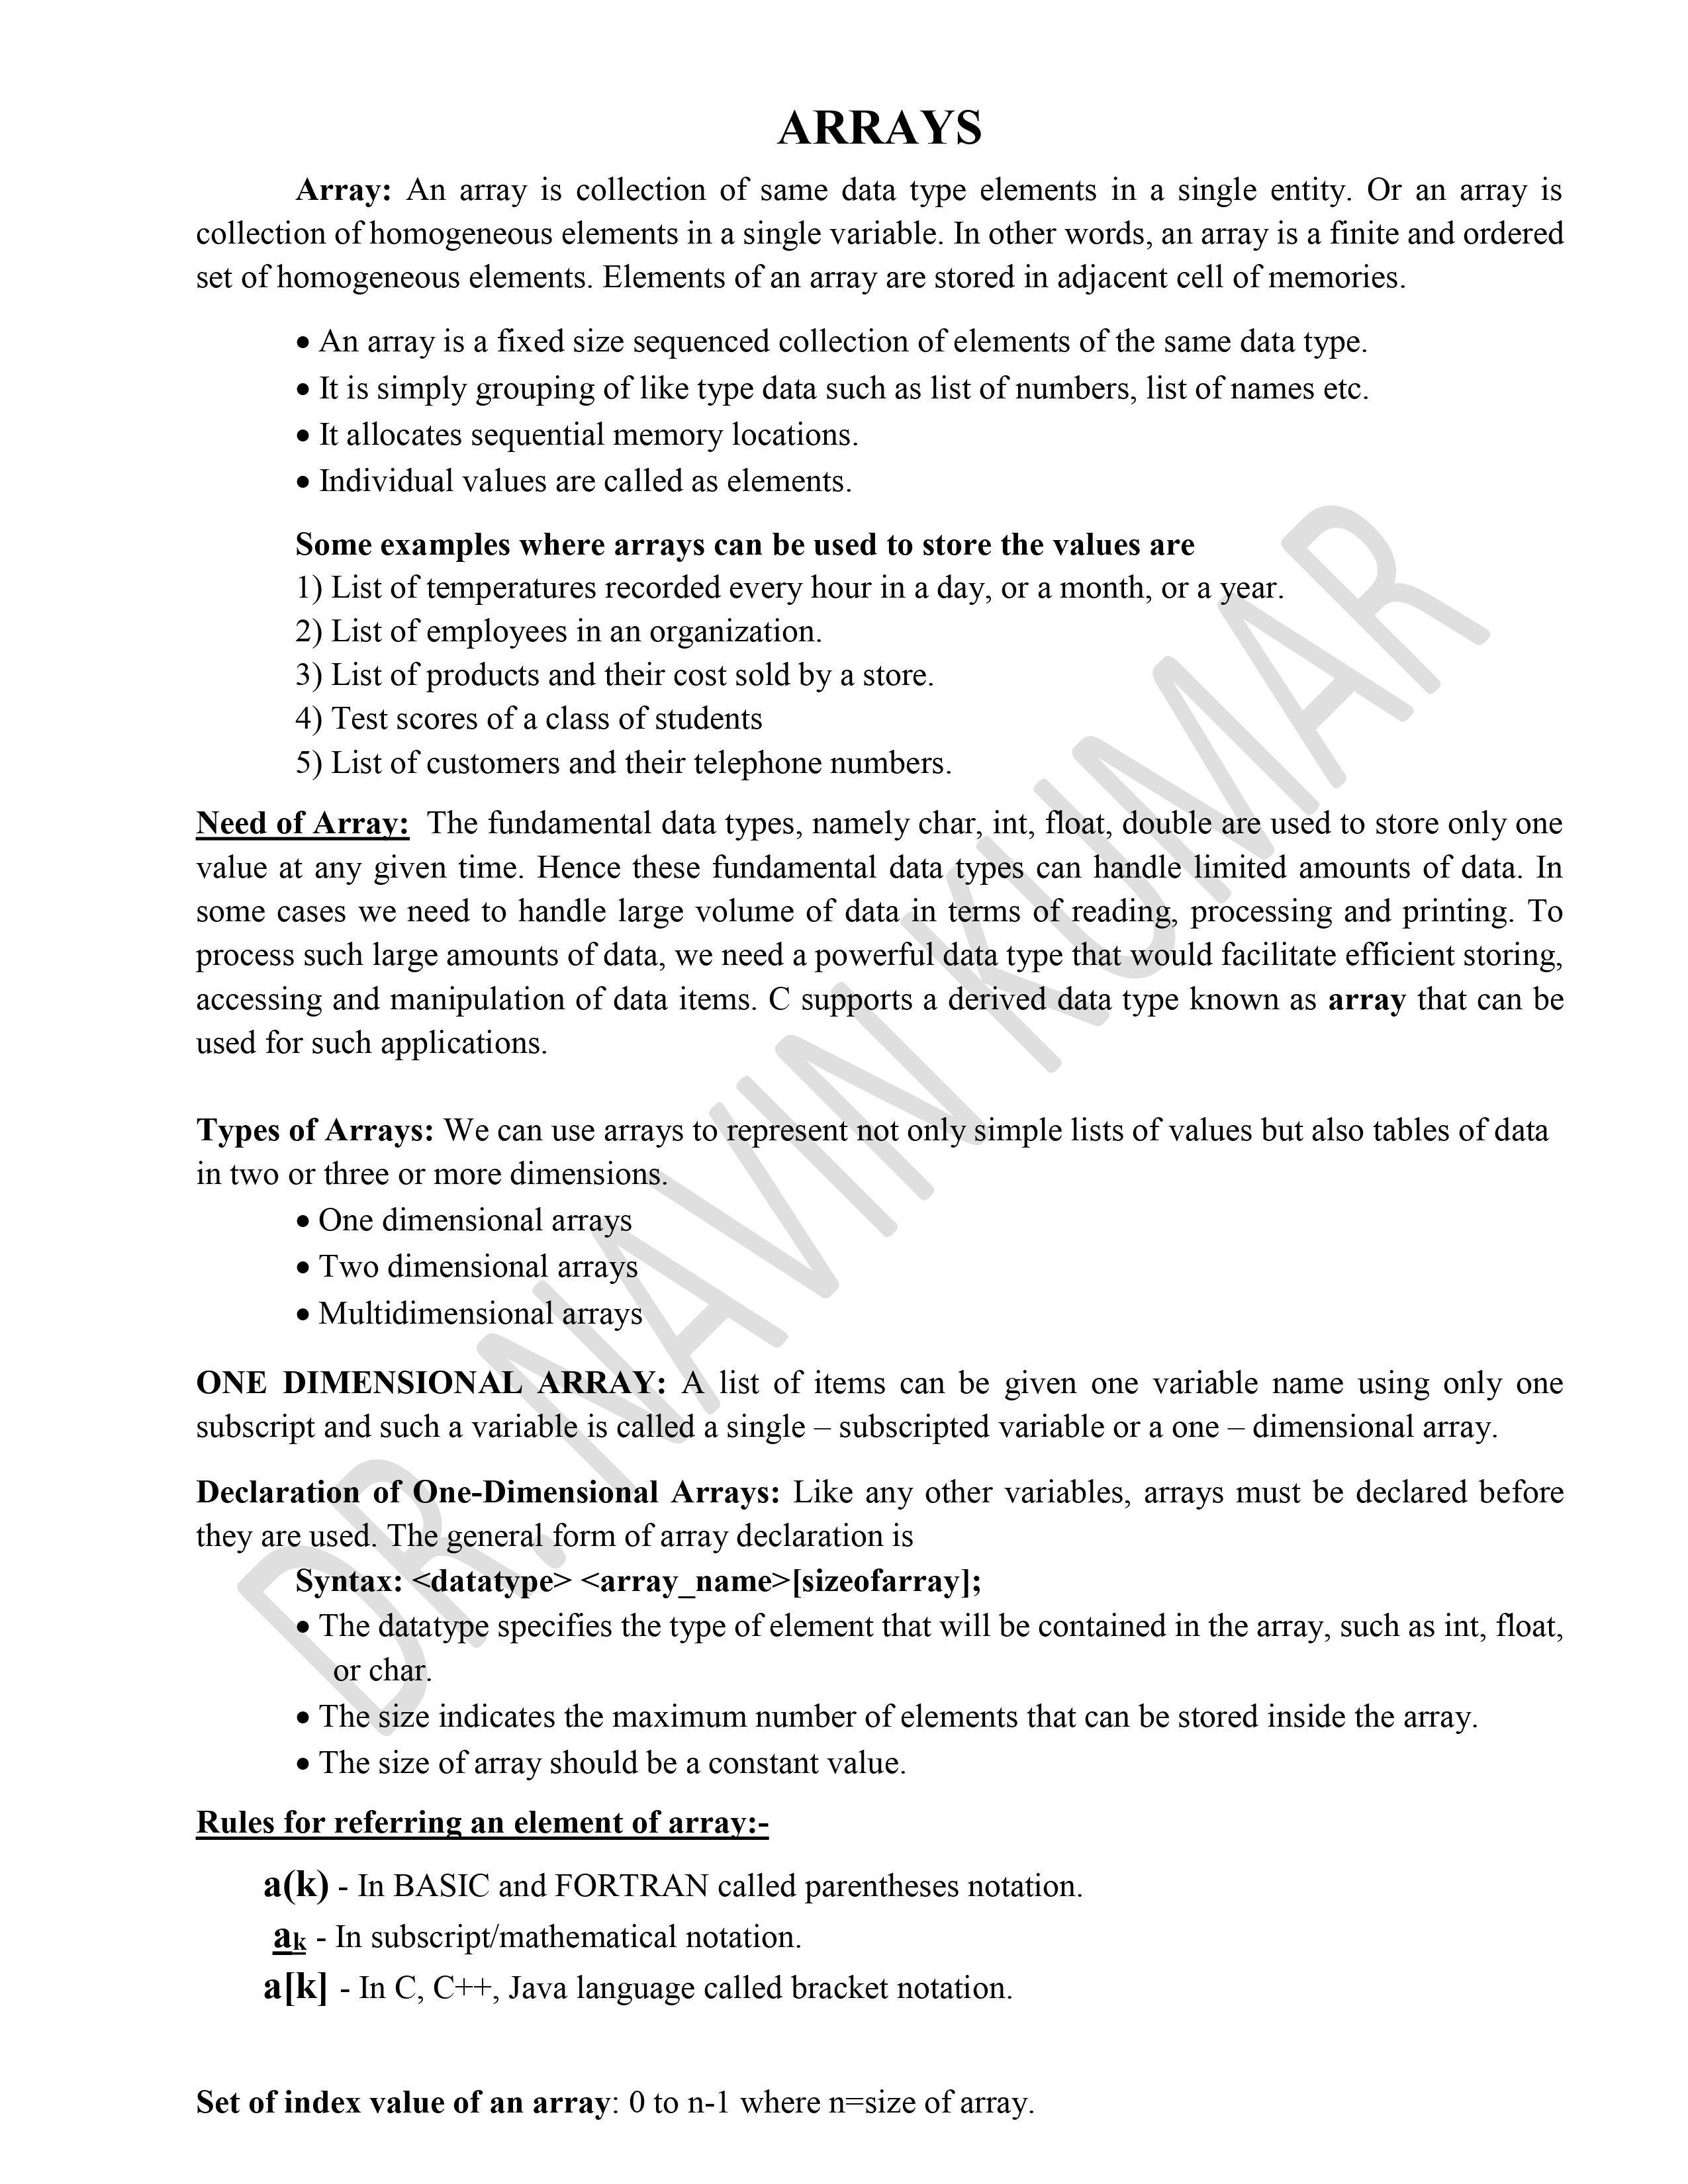 ARRAYS
Array: An array is collection of same data type elements in a single entity. Or an array is
collection of homogeneous elements in a single variable. In other words, an array is a finite and ordered
set of homogeneous elements. Elements of an array are stored in adjacent cell of memories.
• An array is a fixed size sequenced collection of elements of the same data type.
• It is simply grouping of like type data such as list of numbers, list of names etc.
• It allocates sequential memory locations.
• Individual values are called as elements.
Some examples where arrays can be used to store the values are
1) List of temperatures recorded every hour in a day, or a month, or a year.
2) List of employees in an organization.
3) List of products and their cost sold by a store.
4) Test scores of a class of students
5) List of customers and their telephone numbers.
Need of Array: The fundamental data types, namely char, int, float, double are used to store only one
value at any given time. Hence these fundamental data types can handle limited amounts of data. In
some cases we need to handle large volume of data in terms of reading, processing and printing. To
process such large amounts of data, we need a powerful data type that would facilitate efficient storing,
accessing and manipulation of data items. C supports a derived data type known as array that can be
used for such applications.
Types of Arrays: We can use arrays to represent not only simple lists of values but also tables of data
in two or three or more dimensions.
• One dimensional arrays
• Two dimensional arrays
• Multidimensional arrays
ONE DIMENSIONAL ARRAY: A list of items can be given one variable name using only one
subscript and such a variable is called a single – subscripted variable or a one – dimensional array.
Declaration of One-Dimensional Arrays: Like any other variables, arrays must be declared before
they are used. The general form of array declaration is
Syntax: <datatype> <array_name>[sizeofarray];
• The datatype specifies the type of element that will be contained in the array, such as int, float,
or char.
• The size indicates the maximum number of elements that can be stored inside the array.
• The size of array should be a constant value.
Rules for referring an element of array:-
a(k) - In BASIC and FORTRAN called parentheses notation.
aₖ - In subscript/mathematical notation.
a[k] - In C, C++, Java language called bracket notation.
Set of index value of an array: 0 to n-1 where n=size of array.
DR. NAVIN KUMAR